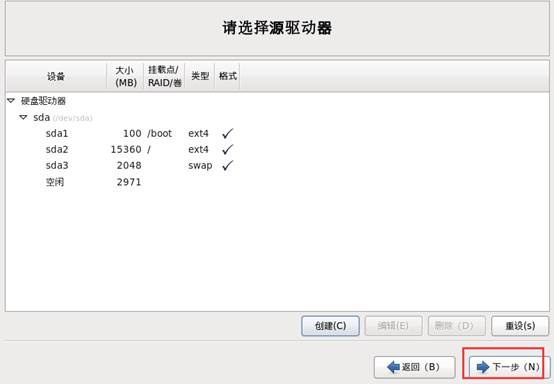 请选择源驱动器
设备 大小(MB) 挂载点/RAID/卷 类型 格式
硬盘驱动器
sda (/dev/sda)
sda1 100 /boot ext4
sda2 15360 / ext4
sda3 2048 swap
空闲 2971
创建(C) 编辑(E) 删除（D） 重设(s)
返回（B） 下一步（N）